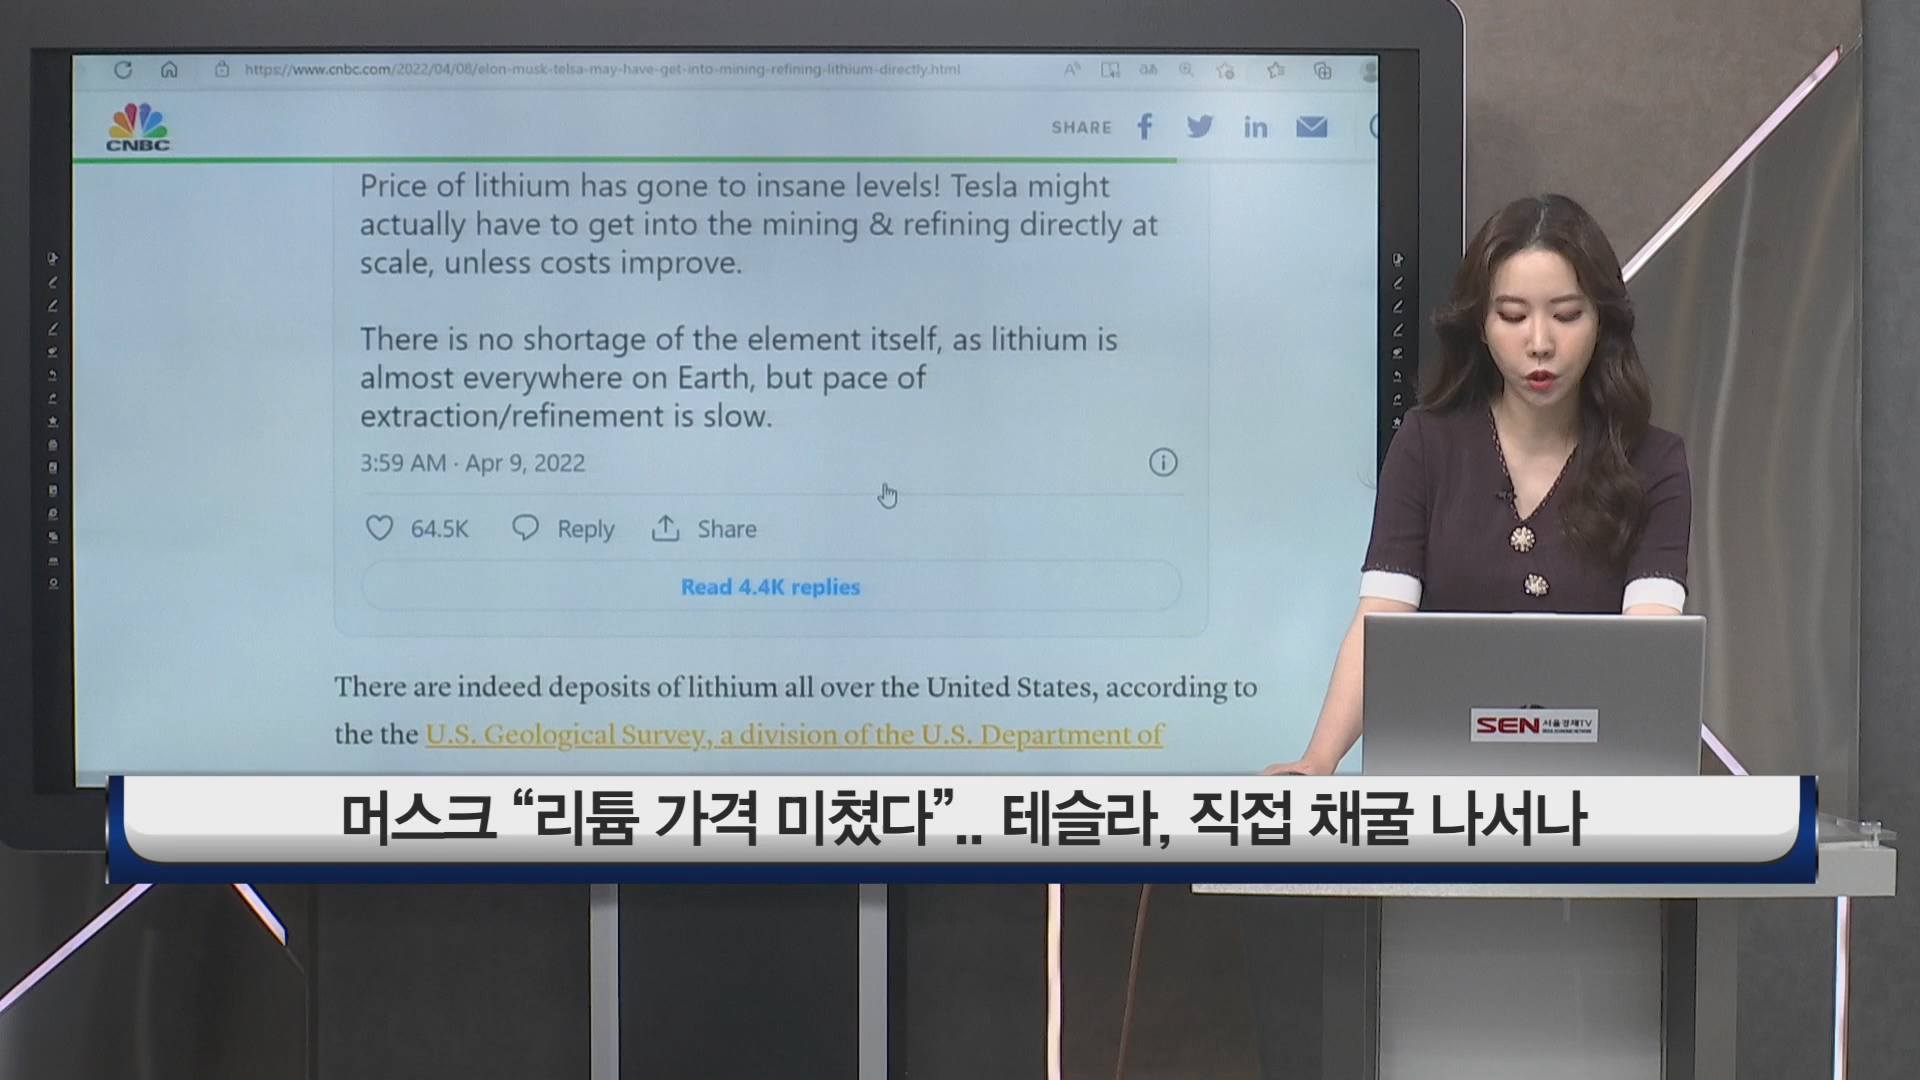 https://www.cnbc.com/2022/04/08/elon-musk-telsa-may-have-get-into-mining-refining-lithium-directly.html
CNBC
SHARE
Price of lithium has gone to insane levels! Tesla might
actually have to get into the mining & refining directly at
scale, unless costs improve.
There is no shortage of the element itself, as lithium is
almost everywhere on Earth, but pace of
extraction/refinement is slow.
3:59 AM · Apr 9, 2022
64.5K Reply Share
Read 4.4K replies
There are indeed deposits of lithium all over the United States, according to
the the U.S. Geological Survey, a division of the U.S. Department of
SEN 서울경제TV
머스크 “리튬 가격 미쳤다”.. 테슬라, 직접 채굴 나서나